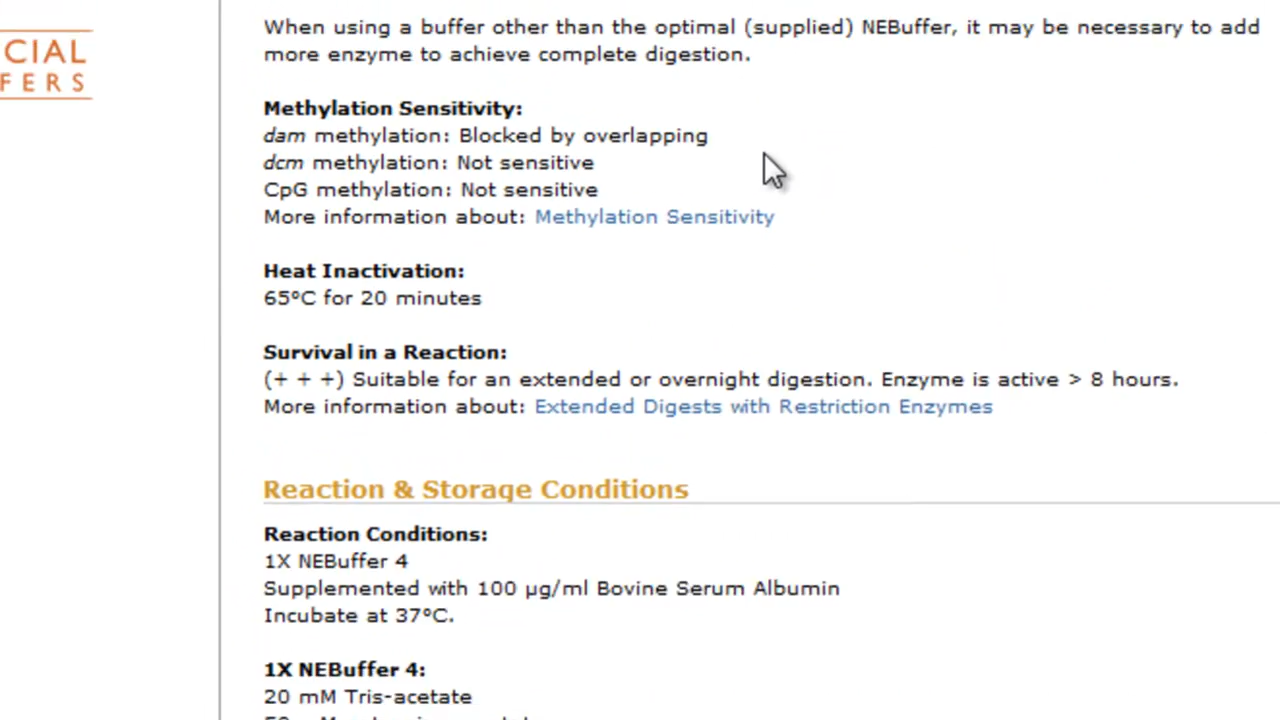 CIAL
FERS
When using a buffer other than the optimal (supplied) NEBuffer, it may be necessary to add
more enzyme to achieve complete digestion.
Methylation Sensitivity:
dam methylation: Blocked by overlapping
dcm methylation: Not sensitive
CpG methylation: Not sensitive
More information about: Methylation Sensitivity
Heat Inactivation:
65°C for 20 minutes
Survival in a Reaction:
(+ + +) Suitable for an extended or overnight digestion. Enzyme is active > 8 hours.
More information about: Extended Digests with Restriction Enzymes
Reaction & Storage Conditions
Reaction Conditions:
1X NEBuffer 4
Supplemented with 100 µg/ml Bovine Serum Albumin
Incubate at 37°C.
1X NEBuffer 4:
20 mM Tris-acetate